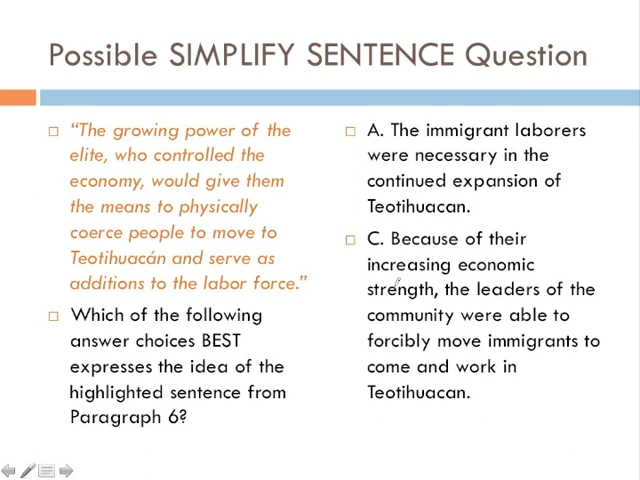 Possible SIMPLIFY SENTENCE Question
“The growing power of the
elite, who controlled the
economy, would give them
the means to physically
coerce people to move to
Teotihuacán and serve as
additions to the labor force.”
Which of the following
answer choices BEST
expresses the idea of the
highlighted sentence from
Paragraph 6?
A. The immigrant laborers
were necessary in the
continued expansion of
Teotihuacan.
C. Because of their
increasing economic
strength, the leaders of the
community were able to
forcibly move immigrants to
come and work in
Teotihuacan.